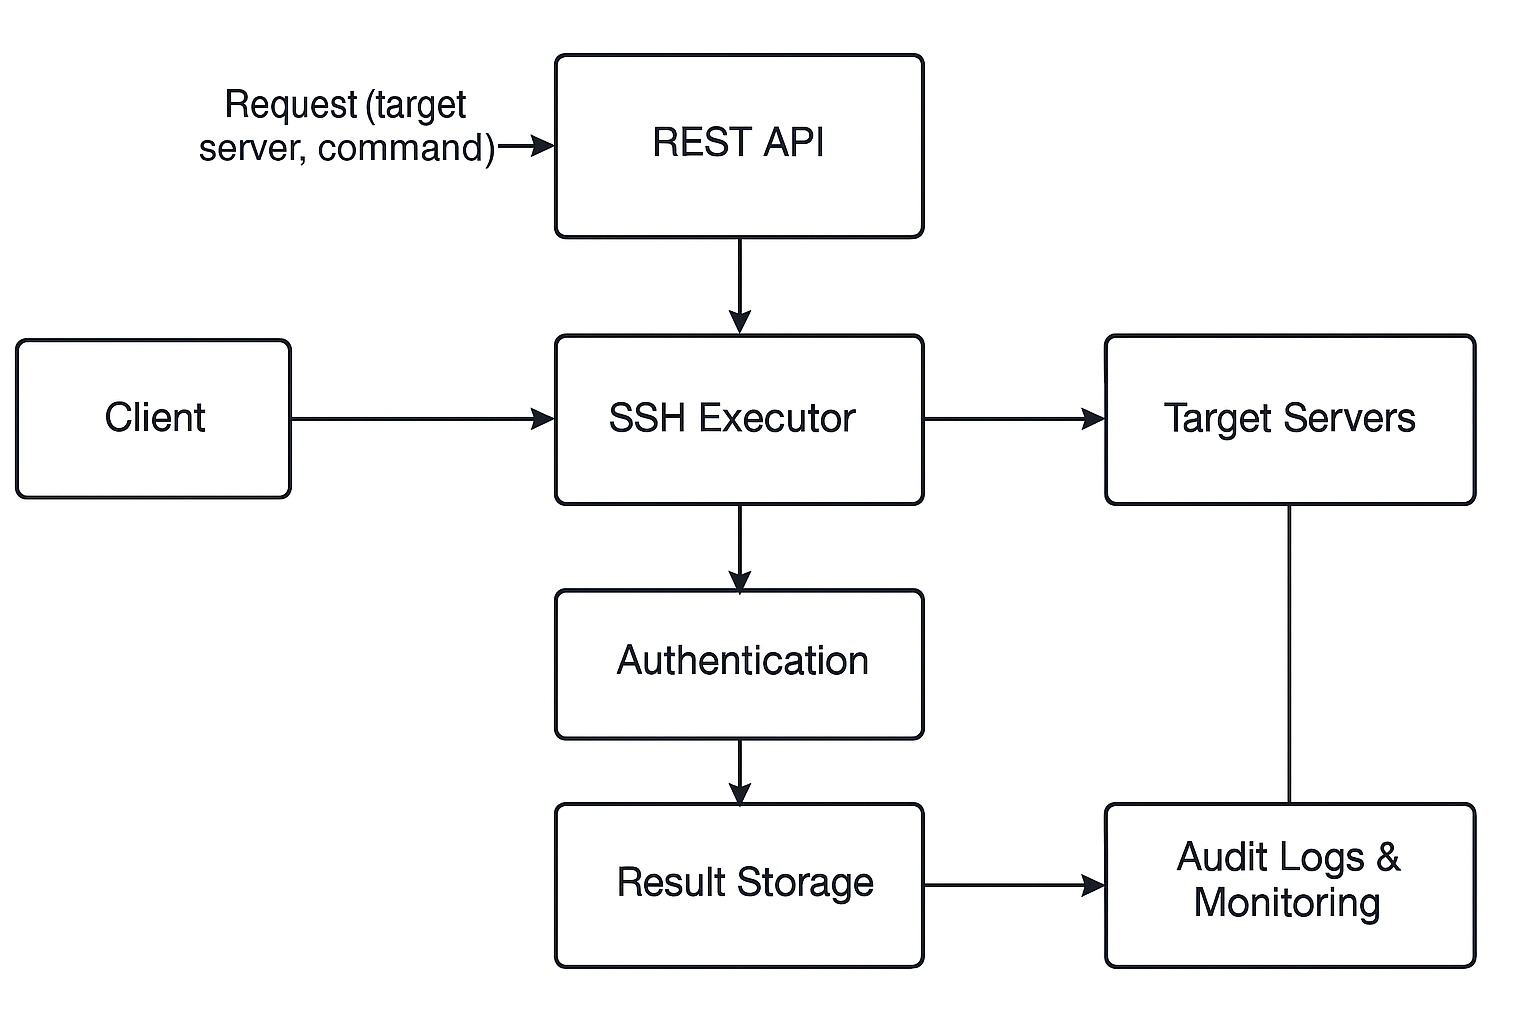 Request (target
server, command)
REST API
Client
SSH Executor
Target Servers
Authentication
Result Storage
Audit Logs &
Monitoring